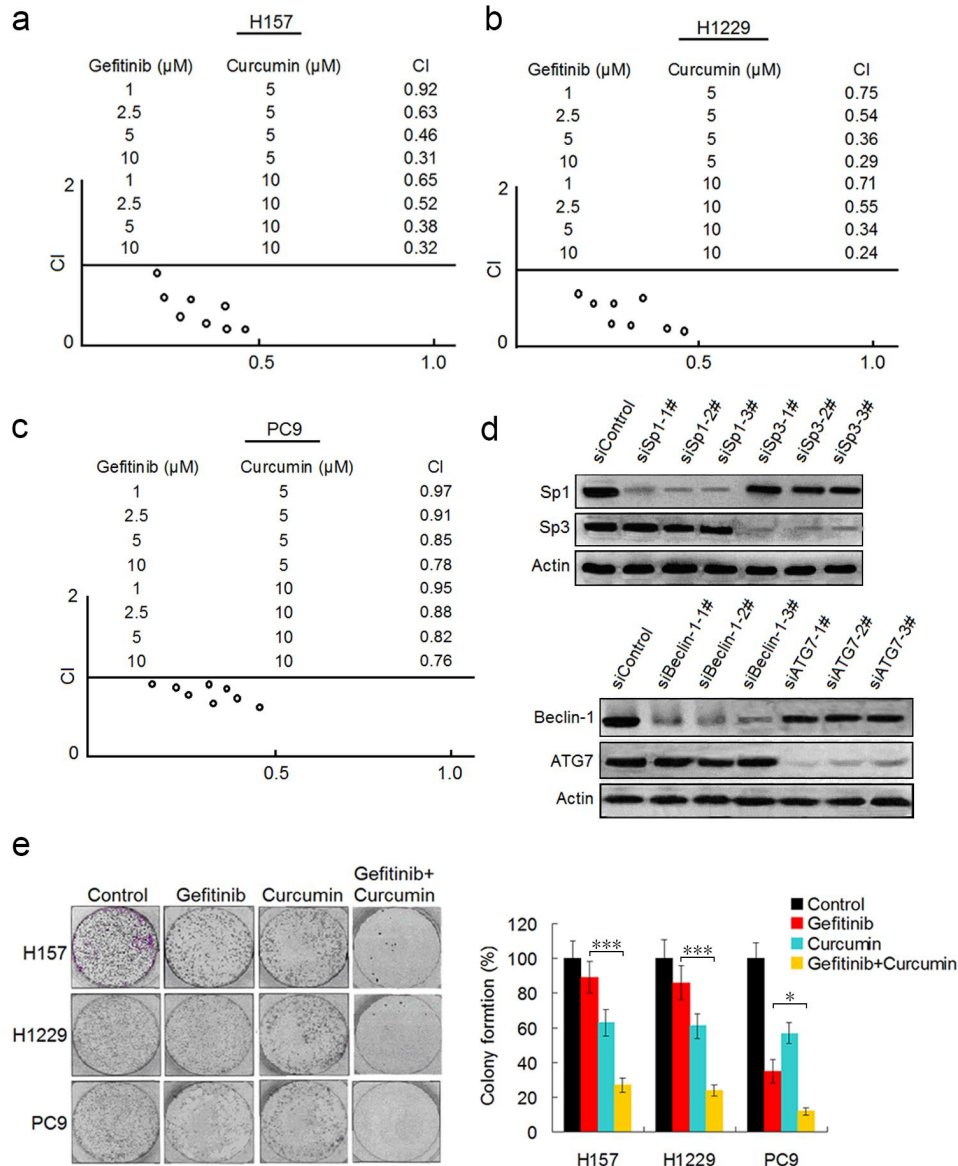 a
H157
Gefitinib (µM) Curcumin (µM) CI
1 5 0.92
2.5 5 0.63
5 5 0.46
10 5 0.31
1 10 0.65
2.5 10 0.52
5 10 0.38
10 10 0.32
2
CI
0
0.5
1.0
b
H1229
Gefitinib (µM) Curcumin (µM) CI
1 5 0.75
2.5 5 0.54
5 5 0.36
10 5 0.29
1 10 0.71
2.5 10 0.55
5 10 0.34
10 10 0.24
2
CI
0
0.5
1.0
c
PC9
Gefitinib (µM) Curcumin (µM) CI
1 5 0.97
2.5 5 0.91
5 5 0.85
10 5 0.78
1 10 0.95
2.5 10 0.88
5 10 0.82
10 10 0.76
2
CI
0
0.5
1.0
d
siControl
siSp1-1#
siSp1-2#
siSp1-3#
siSp3-1#
siSp3-2#
siSp3-3#
Sp1
Sp3
Actin
siControl
siBeclin-1-1#
siBeclin-1-2#
siBeclin-1-3#
siATG7-1#
siATG7-2#
siATG7-3#
Beclin-1
ATG7
Actin
e
Control Gefitinib Curcumin Gefitinib+
Curcumin
H157
H1229
PC9
Control
Gefitinib
Curcumin
Gefitinib+Curcumin
Colony formtion (%)
120
100
80
60
40
20
0
***
***
*
H157 H1229 PC9